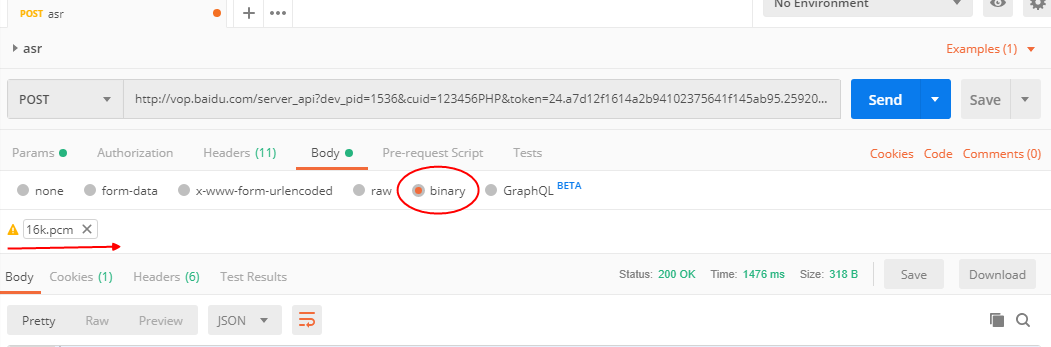 POST asr
No Environment
asr
Examples (1)
POST
http://vop.baidu.com/server_api?dev_pid=1536&cuid=123456PHP&token=24.a7d12f1614a2b94102375641f145ab95.25920...
Send
Save
Params
Authorization
Headers (11)
Body
Pre-request Script
Tests
Cookies
Code
Comments (0)
none
form-data
x-www-form-urlencoded
raw
binary
GraphQL BETA
16k.pcm
Body
Cookies (1)
Headers (6)
Test Results
Status: 200 OK
Time: 1476 ms
Size: 318 B
Save
Download
Pretty
Raw
Preview
JSON